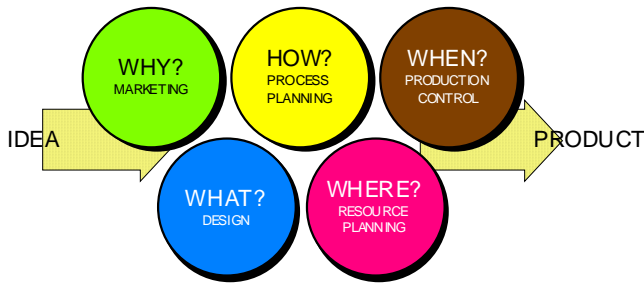 IDEA
WHY?
MARKETING
WHAT?
DESIGN
HOW?
PROCESS
PLANNING
WHERE?
RESOURCE
PLANNING
WHEN?
PRODUCTION
CONTROL
PRODUCT